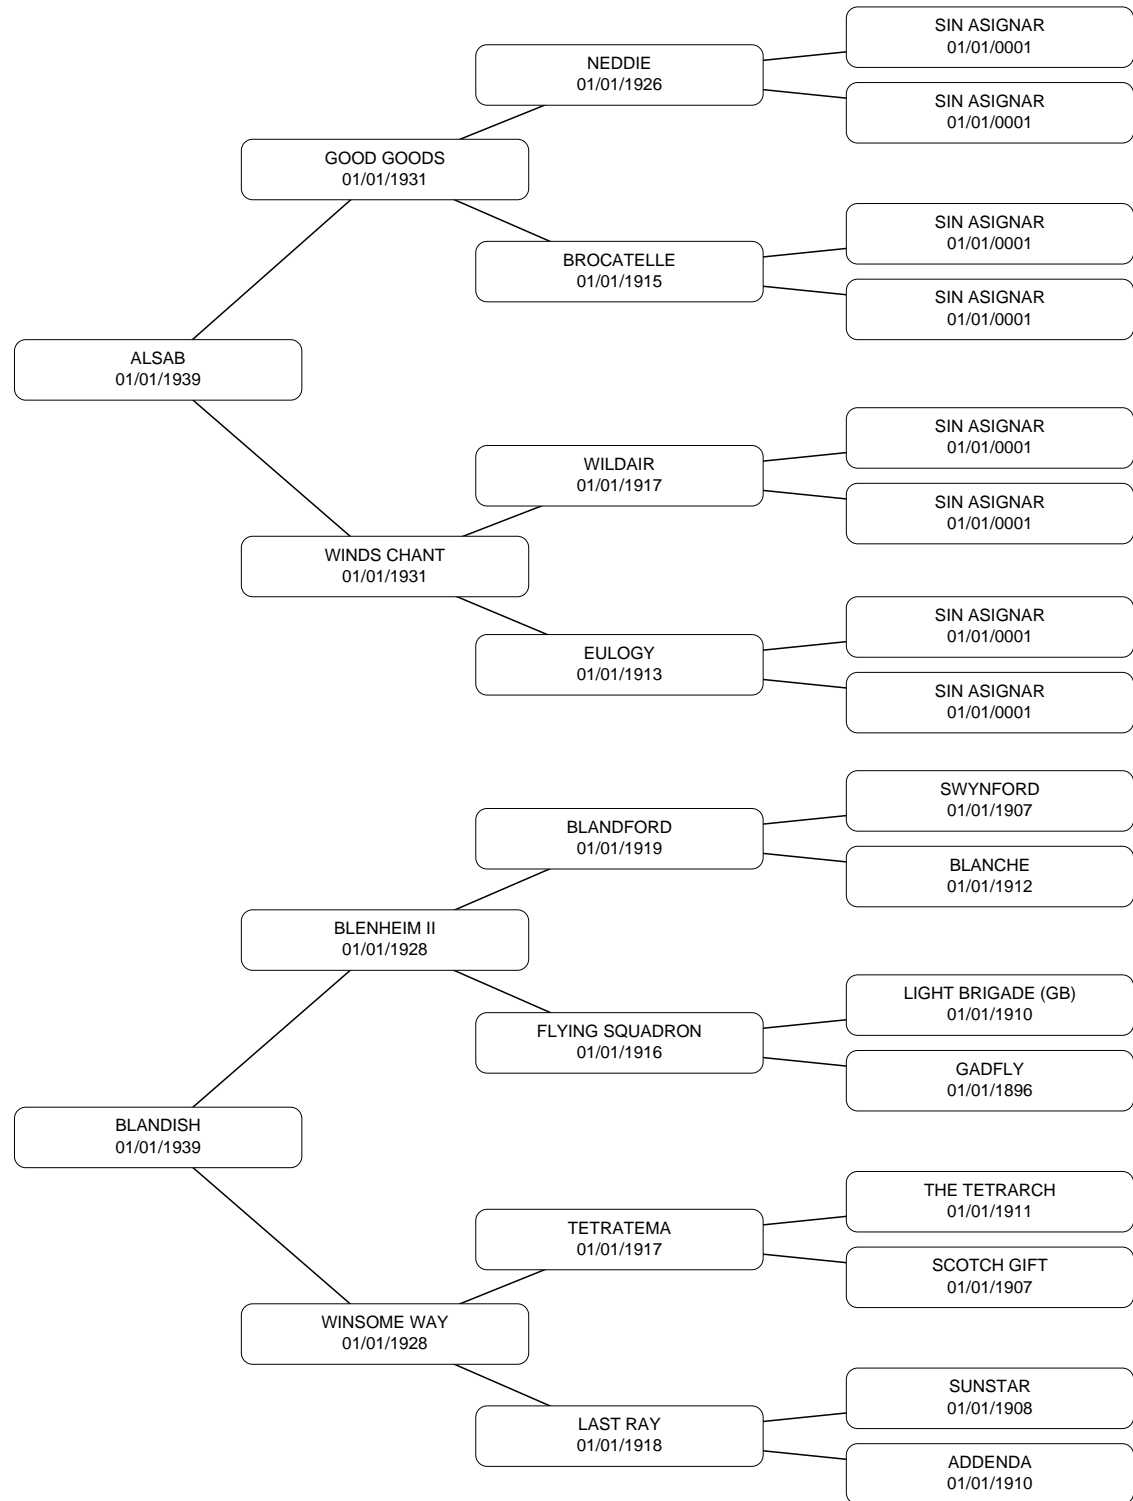 SIN ASIGNAR
01/01/0001
NEDDIE
01/01/1926
SIN ASIGNAR
01/01/0001
GOOD GOODS
01/01/1931
SIN ASIGNAR
01/01/0001
BROCATELLE
01/01/1915
SIN ASIGNAR
01/01/0001
ALSAB
01/01/1939
SIN ASIGNAR
01/01/0001
WILDAIR
01/01/1917
SIN ASIGNAR
01/01/0001
WINDS CHANT
01/01/1931
SIN ASIGNAR
01/01/0001
EULOGY
01/01/1913
SIN ASIGNAR
01/01/0001
SWYNFORD
01/01/1907
BLANDFORD
01/01/1919
BLANCHE
01/01/1912
BLENHEIM II
01/01/1928
LIGHT BRIGADE (GB)
01/01/1910
FLYING SQUADRON
01/01/1916
GADFLY
01/01/1896
BLANDISH
01/01/1939
THE TETRARCH
01/01/1911
TETRATEMA
01/01/1917
SCOTCH GIFT
01/01/1907
WINSOME WAY
01/01/1928
SUNSTAR
01/01/1908
LAST RAY
01/01/1918
ADDENDA
01/01/1910